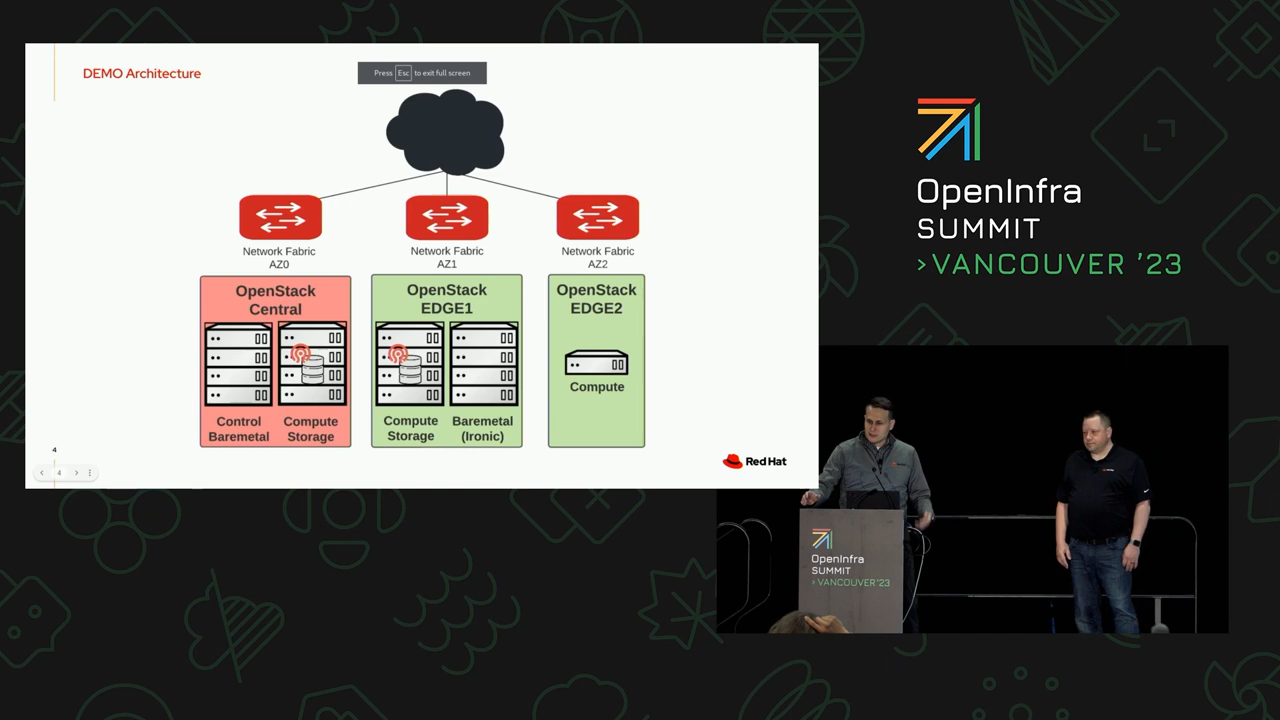 DEMO Architecture
Press Esc to exit full screen
Network Fabric
AZ0
Network Fabric
AZ1
Network Fabric
AZ2
OpenStack
Central
Control
Baremetal
Compute
Storage
OpenStack
EDGE1
Compute
Storage
Baremetal
(Ironic)
OpenStack
EDGE2
Compute
4
4
Red Hat
OpenInfra
SUMMIT
>VANCOUVER '23
OpenInfra
SUMMIT
>VANCOUVER'23